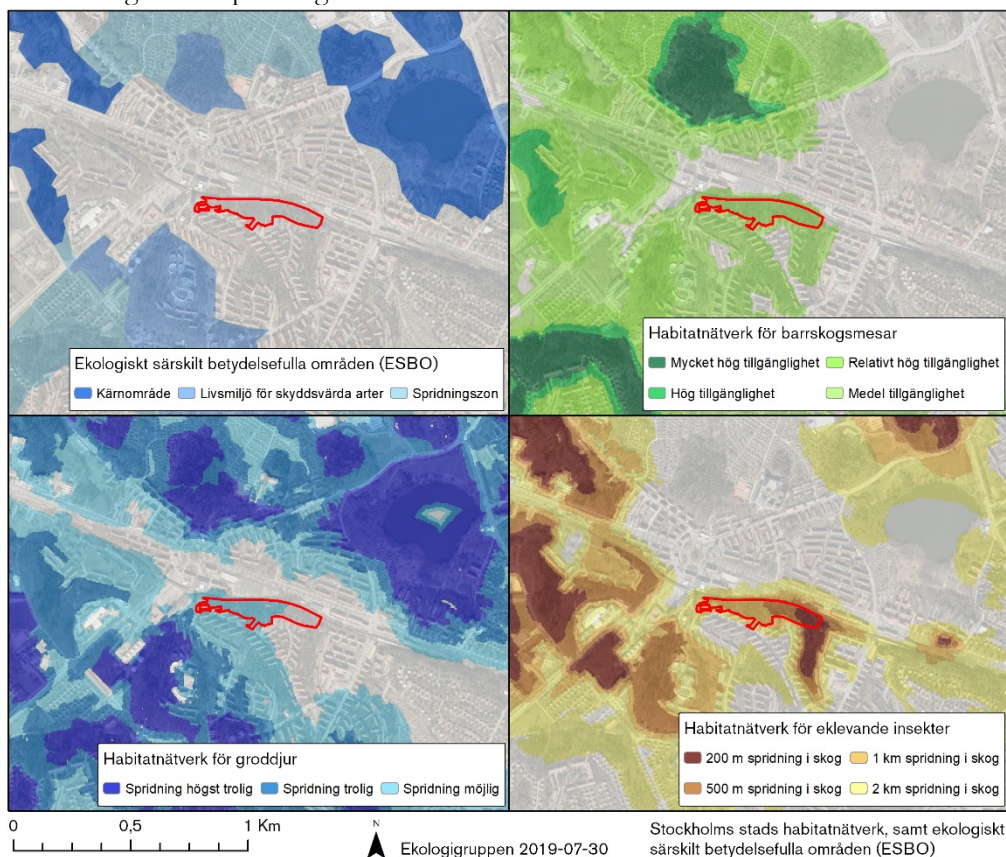 Ekologiskt särskilt betydelsefulla områden (ESBO)
Kärnområde Livsmiljö för skyddsvärda arter Spridningszon
Habitatnätverk för barrskogsmesar
Mycket hög tillgänglighet Relativt hög tillgänglighet
Hög tillgänglighet Medel tillgänglighet
Habitatnätverk för groddjur
Spridning högst trolig Spridning trolig Spridning möjlig
Habitatnätverk för eklevande insekter
200 m spridning i skog 1 km spridning i skog
500 m spridning i skog 2 km spridning i skog
0 0,5 1 Km
N
Ekologigruppen 2019-07-30
Stockholms stads habitatnätverk, samt ekologiskt
särskilt betydelsefulla områden (ESBO)